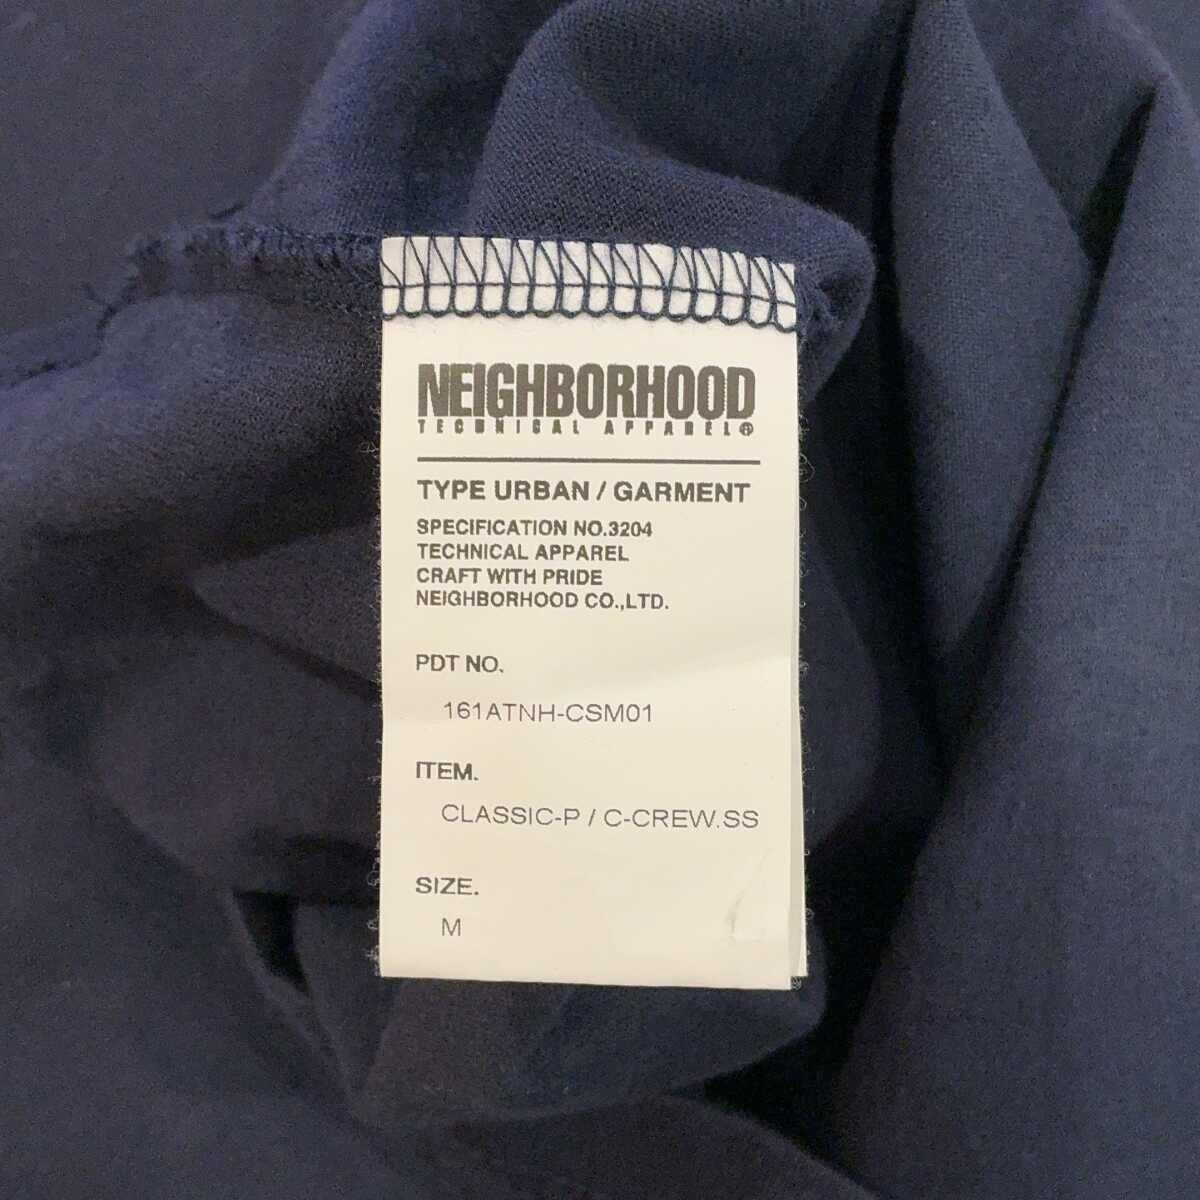 NEIGHBORHOOD
TECHNICAL APPAREL®
TYPE URBAN / GARMENT
SPECIFICATION NO.3204
TECHNICAL APPAREL
CRAFT WITH PRIDE
NEIGHBORHOOD CO.,LTD.
PDT NO.
161ATNH-CSM01
ITEM.
CLASSIC-P / C-CREW.SS
SIZE.
M